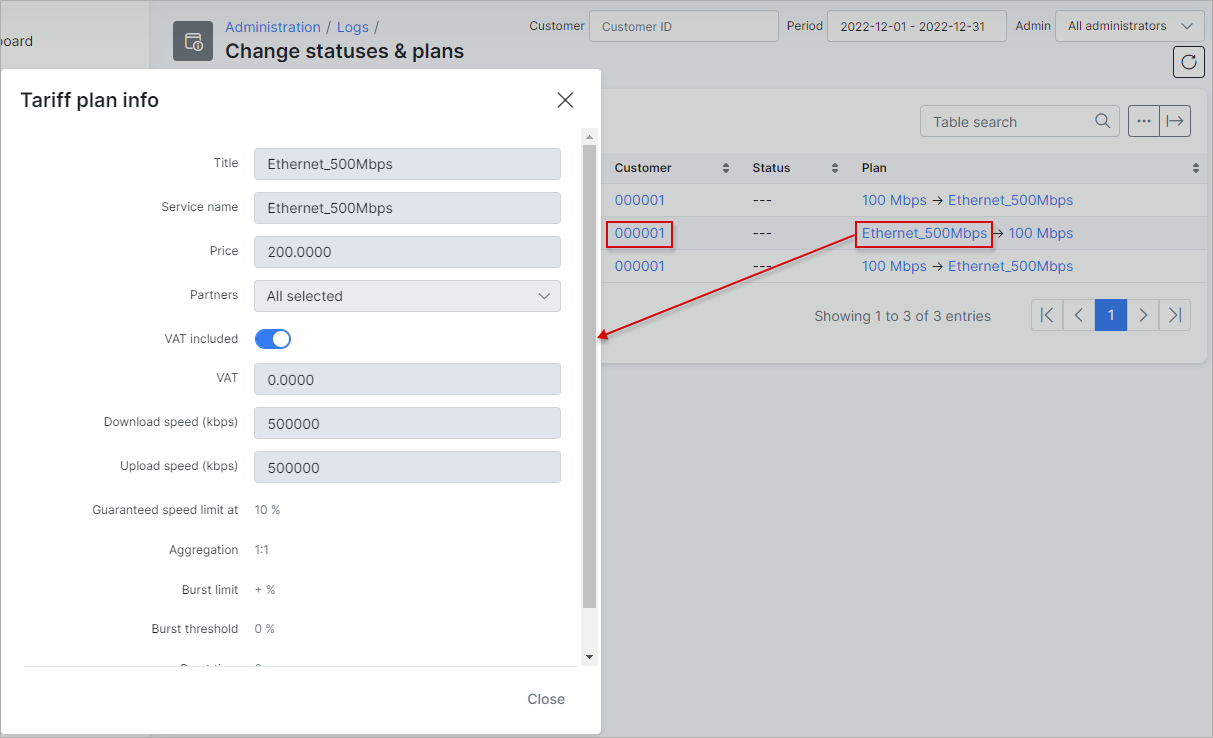 board
Administration / Logs /
Change statuses & plans
Customer Customer ID Period 2022-12-01 - 2022-12-31 Admin All administrators
Table search ...
Customer Status Plan
000001 --- 100 Mbps → Ethernet_500Mbps
000001 --- Ethernet_500Mbps → 100 Mbps
000001 --- 100 Mbps → Ethernet_500Mbps
Showing 1 to 3 of 3 entries 1
Tariff plan info
Title Ethernet_500Mbps
Service name Ethernet_500Mbps
Price 200.0000
Partners All selected
VAT included
VAT 0.0000
Download speed (kbps) 500000
Upload speed (kbps) 500000
Guaranteed speed limit at 10 %
Aggregation 1:1
Burst limit + %
Burst threshold 0 %
Close